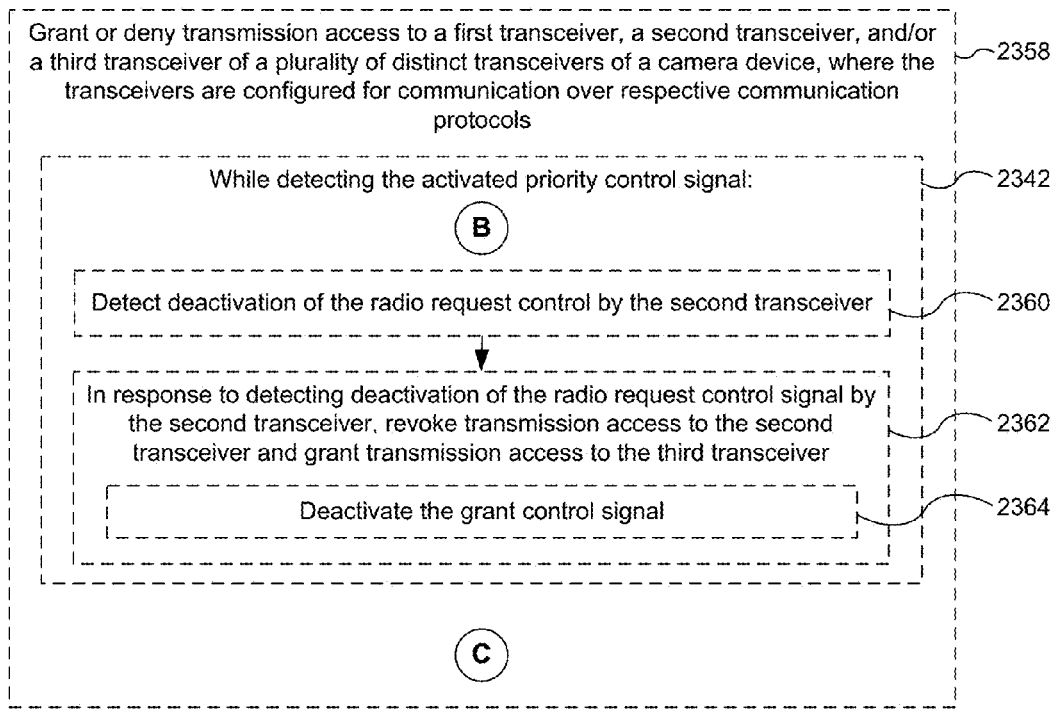 Grant or deny transmission access to a first transceiver, a second transceiver, and/or
a third transceiver of a plurality of distinct transceivers of a camera device, where the
transceivers are configured for communication over respective communication
protocols
2358
While detecting the activated priority control signal:
2342
B
Detect deactivation of the radio request control by the second transceiver
2360
In response to detecting deactivation of the radio request control signal by
the second transceiver, revoke transmission access to the second
transceiver and grant transmission access to the third transceiver
2362
Deactivate the grant control signal
2364
C